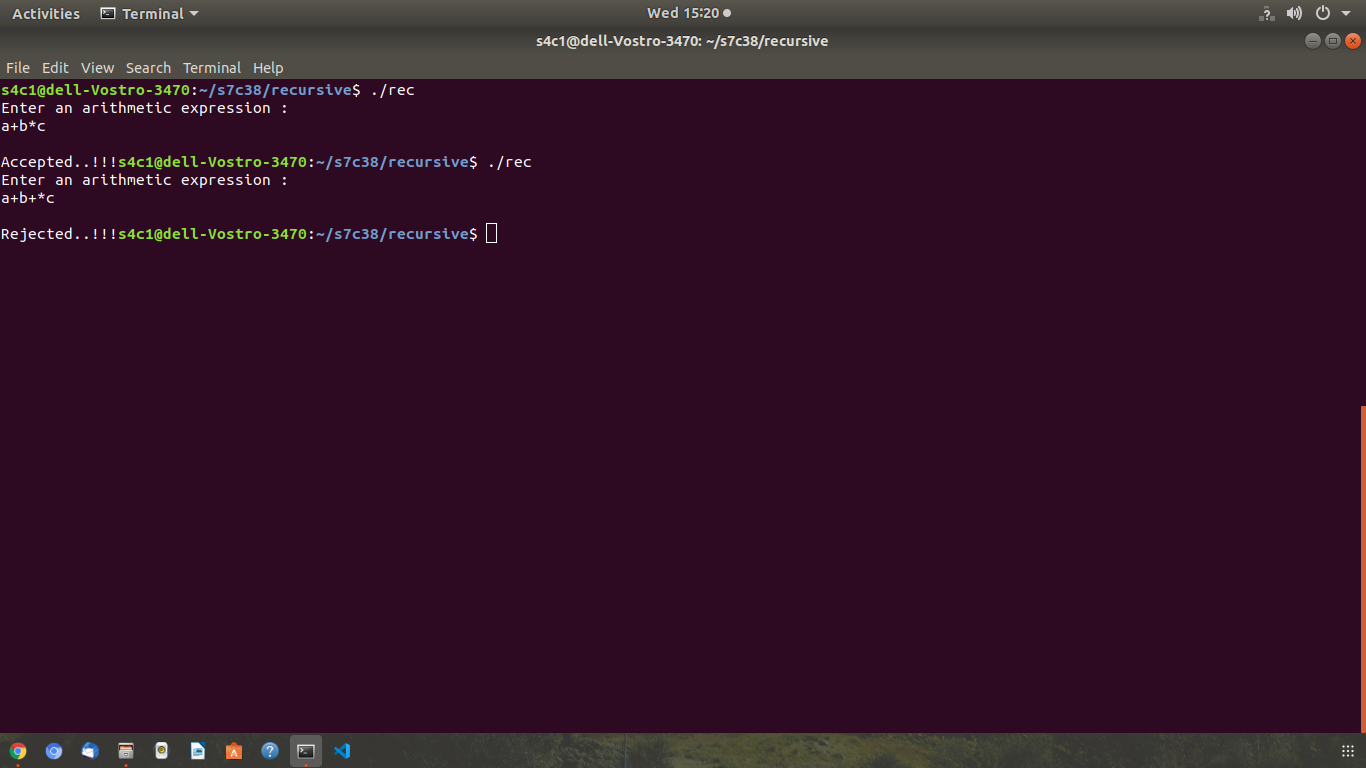 Activities Terminal Wed 15:20
s4c1@dell-Vostro-3470: ~/s7c38/recursive
File Edit View Search Terminal Help
s4c1@dell-Vostro-3470:~/s7c38/recursive$ ./rec
Enter an arithmetic expression :
a+b*c
Accepted..!!!s4c1@dell-Vostro-3470:~/s7c38/recursive$ ./rec
Enter an arithmetic expression :
a+b+*c
Rejected..!!!s4c1@dell-Vostro-3470:~/s7c38/recursive$